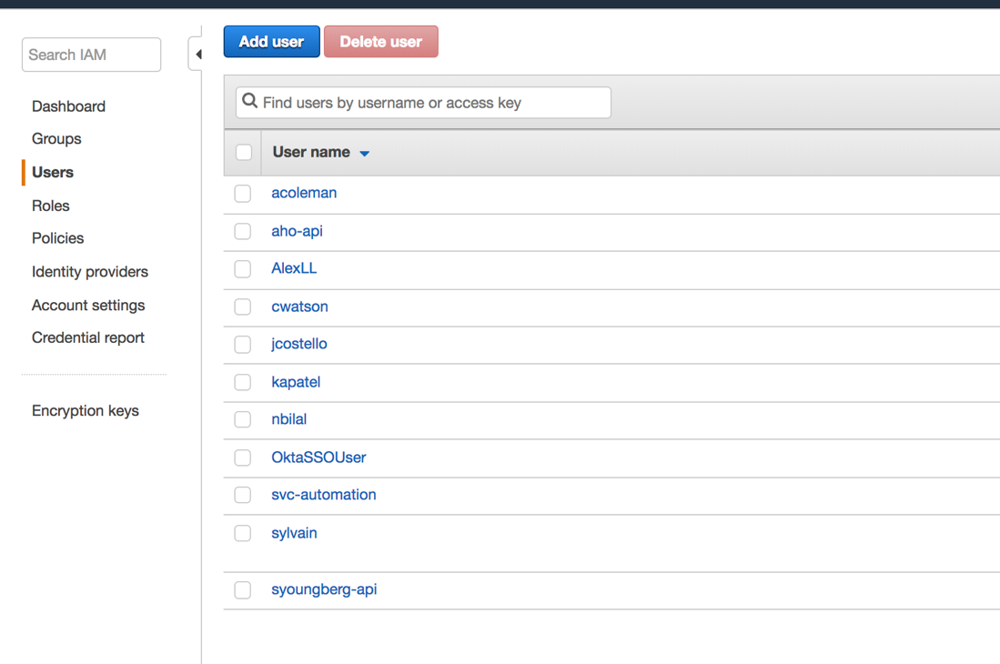 Search IAM
Dashboard
Groups
Users
Roles
Policies
Identity providers
Account settings
Credential report
Encryption keys
Add user
Delete user
Find users by username or access key
User name
acoleman
aho-api
AlexLL
cwatson
jcostello
kapatel
nbilal
OktaSSOUser
svc-automation
sylvain
syoungberg-api